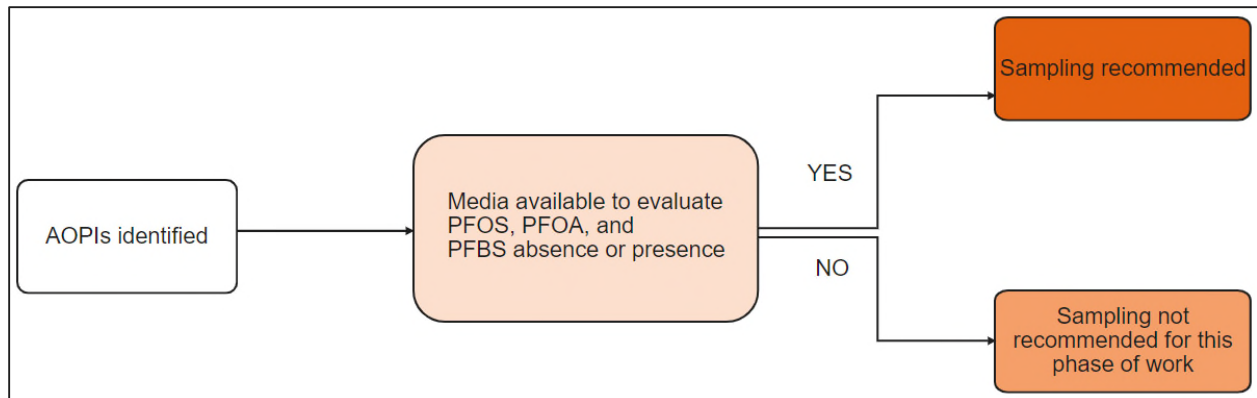 AOPIs identified
Media available to evaluate
PFOS, PFOA, and
PFBS absence or presence
YES
Sampling recommended
NO
Sampling not
recommended for this
phase of work